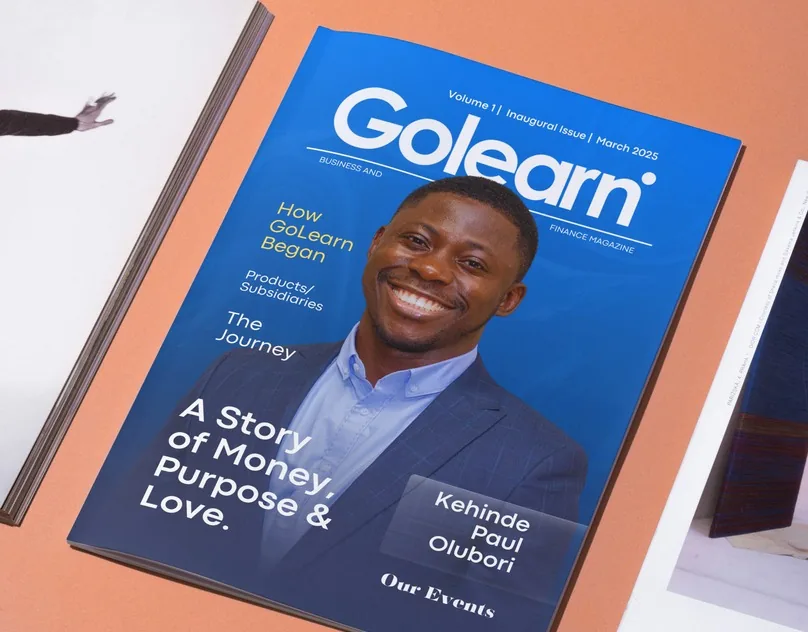 Volume 1 | Inaugural Issue | March 2025
Golearn
BUSINESS AND
FINANCE MAGAZINE
How
GoLearn
Began
Products/
Subsidiaries
The
Journey
A Story
of Money,
Purpose &
Love.
Kehinde
Paul
Olubori
Our Events